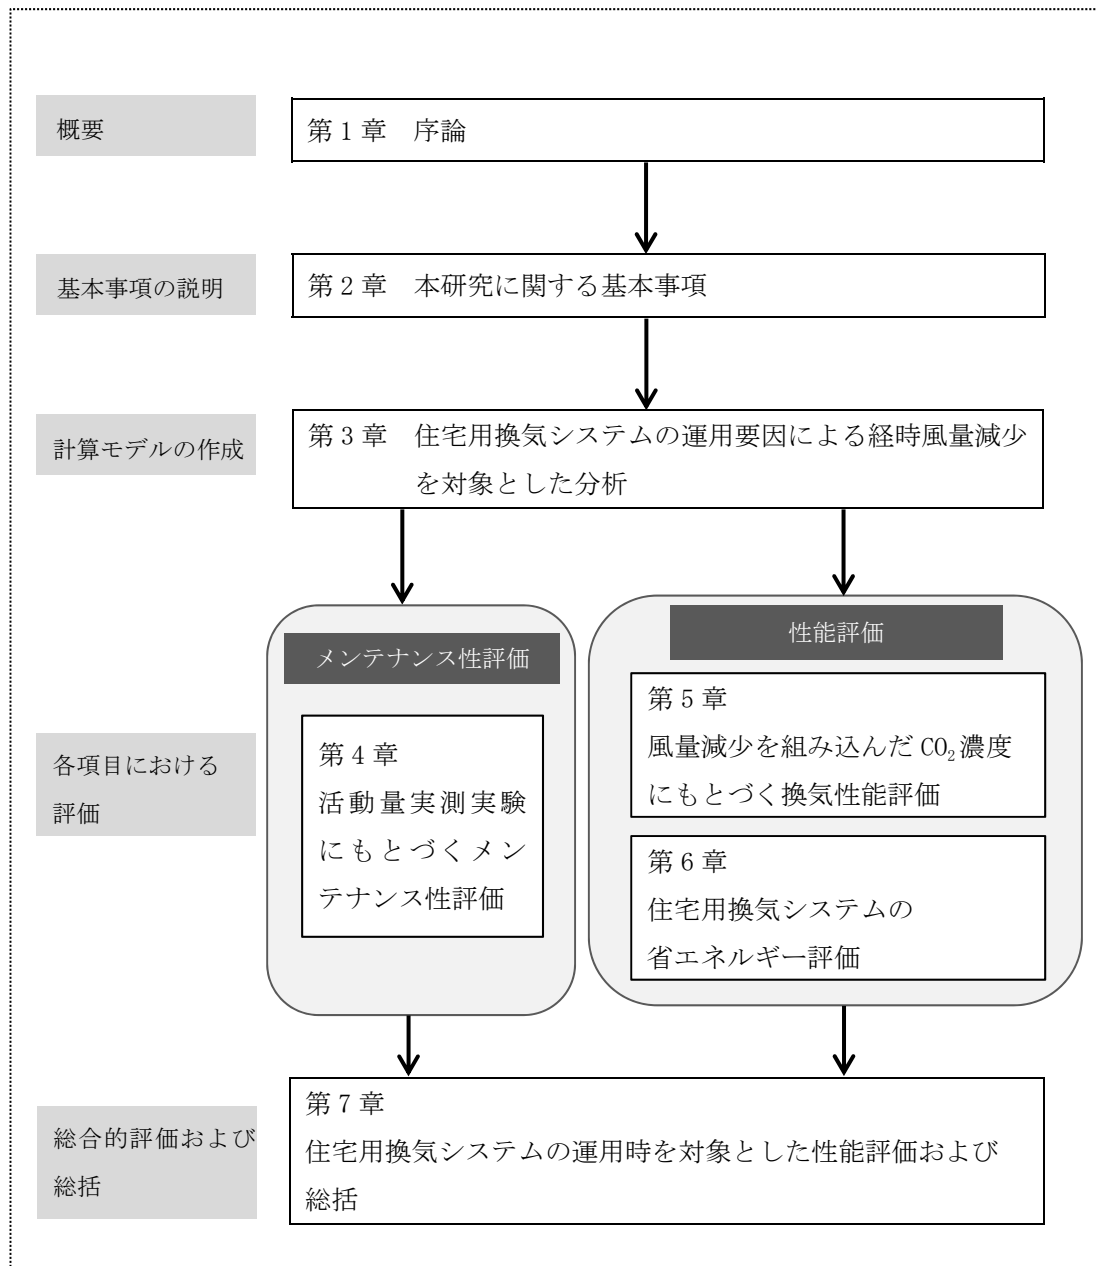 概要
第1章　序論
基本事項の説明
第2章　本研究に関する基本事項
計算モデルの作成
第3章　住宅用換気システムの運用要因による経時風量減少
を対象とした分析
各項目における
評価
メンテナンス性評価
第4章
活動量実測実験
にもとづくメン
テナンス性評価
性能評価
第5章
風量減少を組み込んだ CO₂濃度
にもとづく換気性能評価
第6章
住宅用換気システムの
省エネルギー評価
総合的評価および
総括
第7章
住宅用換気システムの運用時を対象とした性能評価および
総括